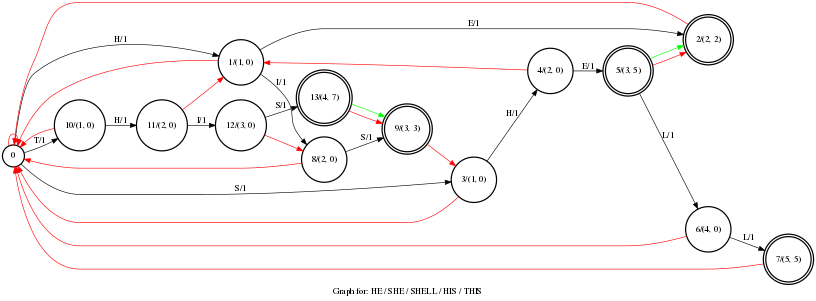 E/1
H/1
2/(2, 2)
1/(1, 0)
4/(2, 0)
E/1
5/(3, 5)
I/1
13/(4, 7)
S/1
10/(1, 0)
H/1
11/(2, 0)
I/1
12/(3, 0)
9/(3, 3)
H/1
L/1
T/1
0
S/1
8/(2, 0)
3/(1, 0)
S/1
6/(4, 0)
L/1
7/(5, 5)
Graph for: HE / SHE / SHELL / HIS / THIS